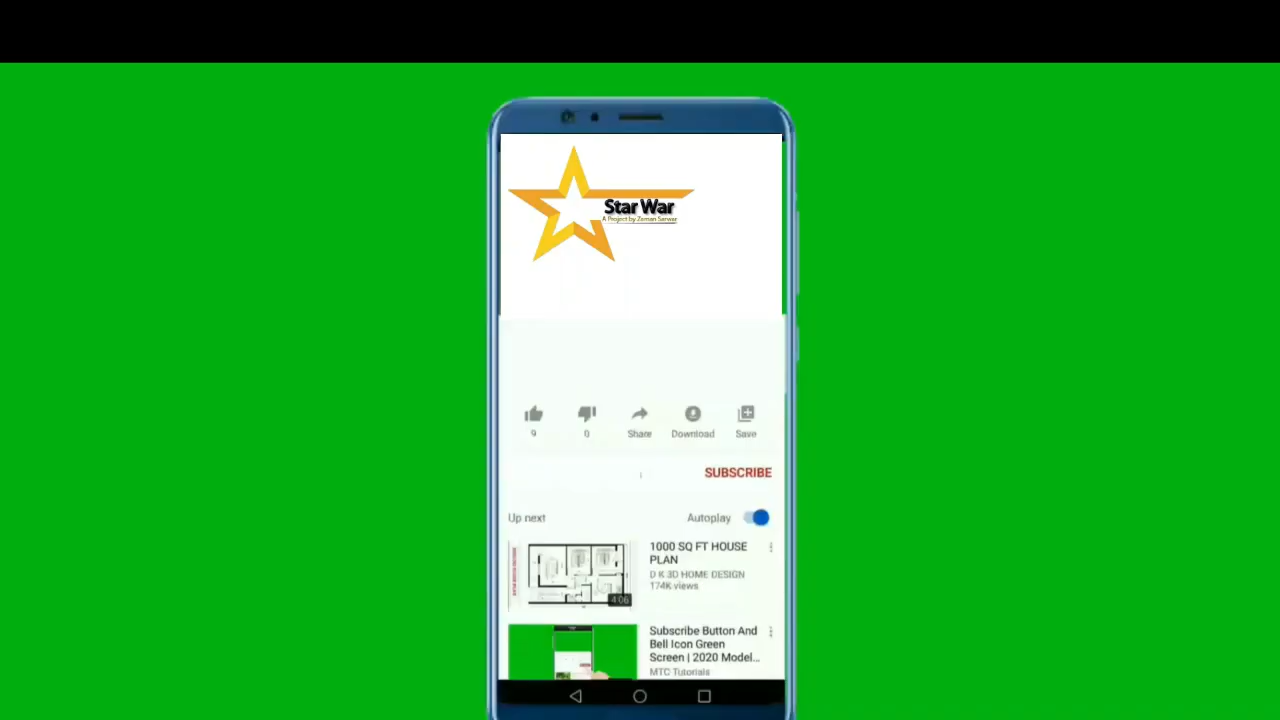 Star War
A Project by Zaman Sarwar
9
0
Share
Download
Save
SUBSCRIBE
Up next
Autoplay
1000 SQ FT HOUSE
PLAN
D K 3D HOME DESIGN
174K views
4:06
Subscribe Button And
Bell Icon Green
Screen | 2020 Model...
MTC Tutorials